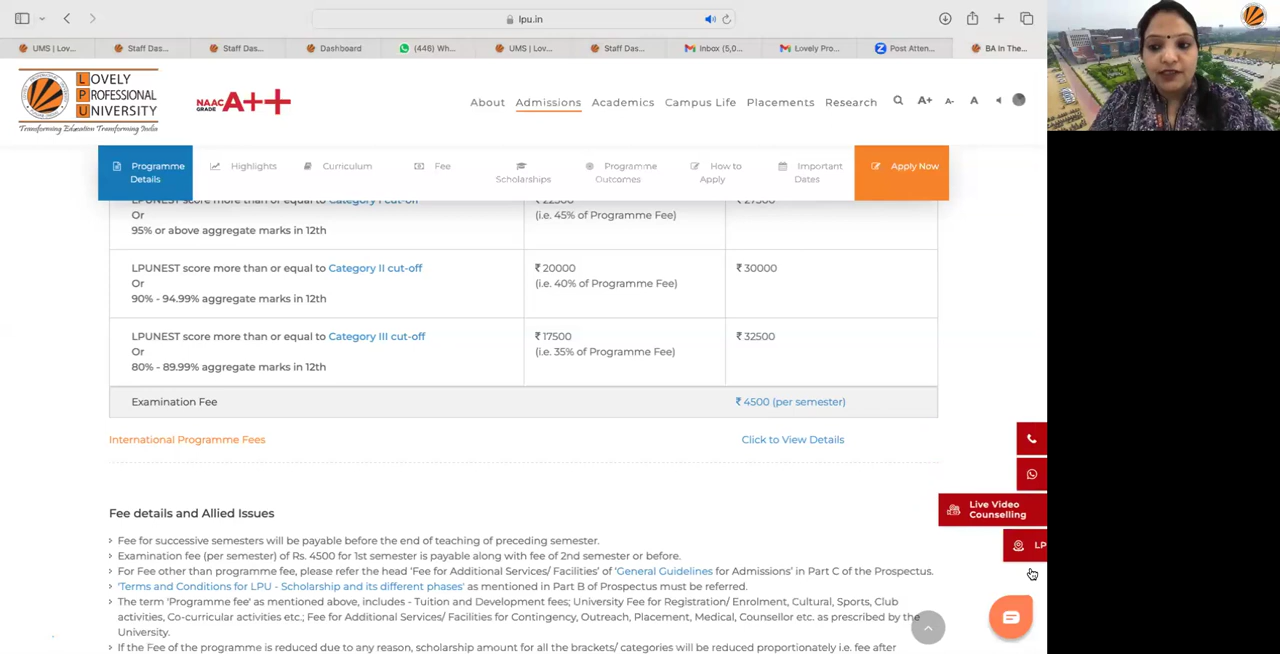 lpu.in
UMS | Lov...
Staff Das...
Staff Das...
Dashboard
(446) Wh...
UMS | Lov...
Staff Das...
Inbox (5,0...
Lovely Pro...
Post Atten...
BA In The...
LOVELY
PROFESSIONAL
UNIVERSITY
Transforming Education Transforming India
NAAC
GRADE
A++
About
Admissions
Academics
Campus Life
Placements
Research
A+
A-
A
Programme
Details
Highlights
Curriculum
Fee
Scholarships
Programme
Outcomes
How to
Apply
Important
Dates
Apply Now
LPUNEST score more than or equal to Category I cut-off
Or
95% or above aggregate marks in 12th
₹ 22500
(i.e. 45% of Programme Fee)
₹ 27500
LPUNEST score more than or equal to Category II cut-off
Or
90% - 94.99% aggregate marks in 12th
₹ 20000
(i.e. 40% of Programme Fee)
₹ 30000
LPUNEST score more than or equal to Category III cut-off
Or
80% - 89.99% aggregate marks in 12th
₹ 17500
(i.e. 35% of Programme Fee)
₹ 32500
Examination Fee
₹ 4500 (per semester)
International Programme Fees
Click to View Details
Live Video
Counselling
LP
Fee details and Allied Issues
› Fee for successive semesters will be payable before the end of teaching of preceding semester.
› Examination fee (per semester) of Rs. 4500 for 1st semester is payable along with fee of 2nd semester or before.
› For Fee other than programme fee, please refer the head 'Fee for Additional Services/ Facilities' of 'General Guidelines for Admissions' in Part C of the Prospectus.
› 'Terms and Conditions for LPU - Scholarship and its different phases' as mentioned in Part B of Prospectus must be referred.
› The term 'Programme fee' as mentioned above, includes - Tuition and Development fees; University Fee for Registration/ Enrolment, Cultural, Sports, Club
activities, Co-curricular activities etc.; Fee for Additional Services/ Facilities for Contingency, Outreach, Placement, Medical, Counsellor etc. as prescribed by the
University.
› If the Fee of the programme is reduced due to any reason, scholarship amount for all the brackets/ categories will be reduced proportionately i.e. fee after